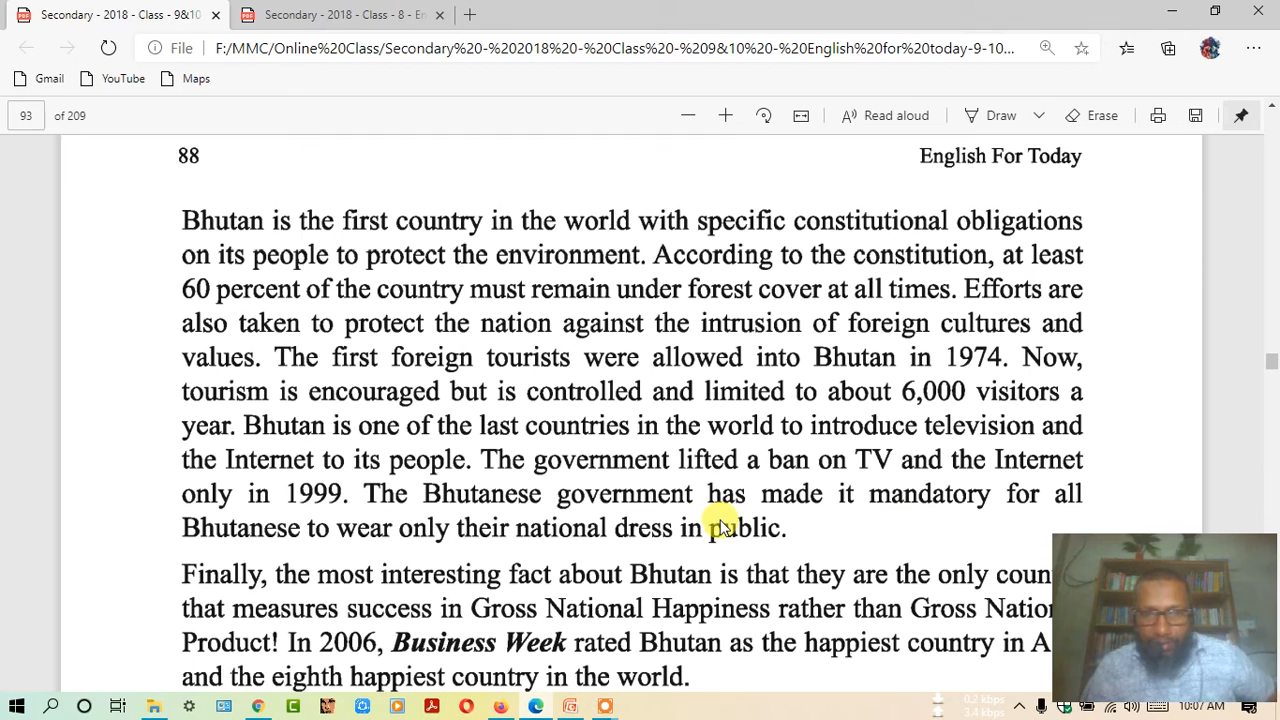 Secondary - 2018 - Class - 9&10
Secondary - 2018 - Class - 8 - En
File
F:/MMC/Online%20Class/Secondary%20-%202018%20-%20Class%20-%209&10%20-%20English%20for%20today-9-10...
Gmail
YouTube
Maps
93 of 209
Read aloud
Draw
Erase
88
English For Today
Bhutan is the first country in the world with specific constitutional obligations
on its people to protect the environment. According to the constitution, at least
60 percent of the country must remain under forest cover at all times. Efforts are
also taken to protect the nation against the intrusion of foreign cultures and
values. The first foreign tourists were allowed into Bhutan in 1974. Now,
tourism is encouraged but is controlled and limited to about 6,000 visitors a
year. Bhutan is one of the last countries in the world to introduce television and
the Internet to its people. The government lifted a ban on TV and the Internet
only in 1999. The Bhutanese government has made it mandatory for all
Bhutanese to wear only their national dress in public.
Finally, the most interesting fact about Bhutan is that they are the only coun
that measures success in Gross National Happiness rather than Gross Nation
Product! In 2006, Business Week rated Bhutan as the happiest country in A
and the eighth happiest country in the world.
0.2 kbps
3.4 kbps
10:07 AM